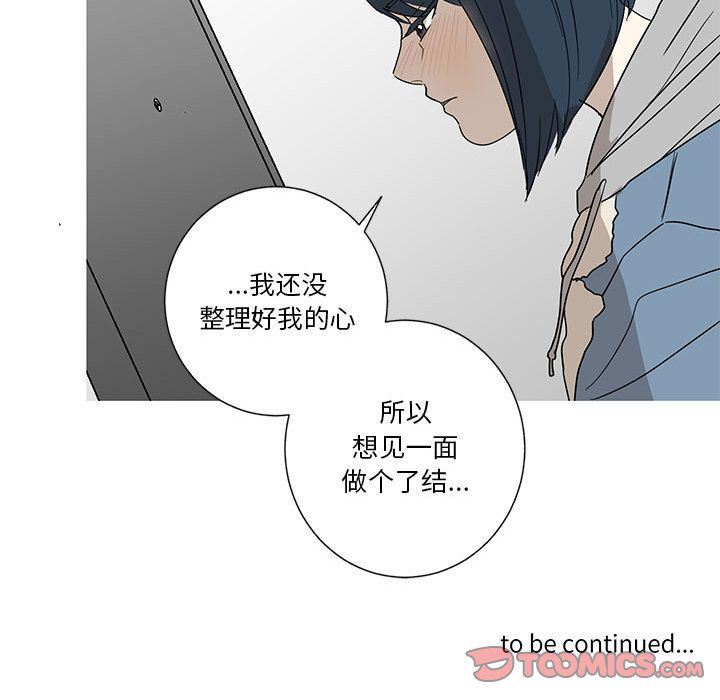 ...我还没
整理好我的心
所以
想见一面
做个了结...
to be continued...
TOOMICS.COM